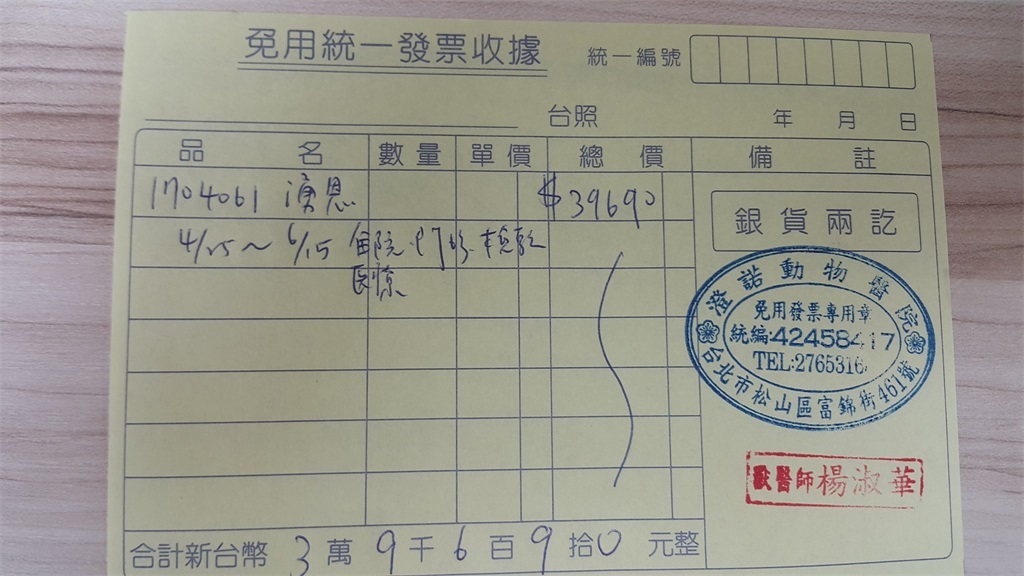 免用統一發票收據
統一編號
台照 年 月 日
品名 數量 單價 總價 備註
1704061 湧恩 $39690
4/25～6/15 住院、門診、檢驗
醫療
銀貨兩訖
澄諾動物醫院
免用發票專用章
統編:42458417
TEL:2765316
台北市松山區富錦街461號
獸醫師楊淑華
合計新台幣 3萬9千6百9拾0元整